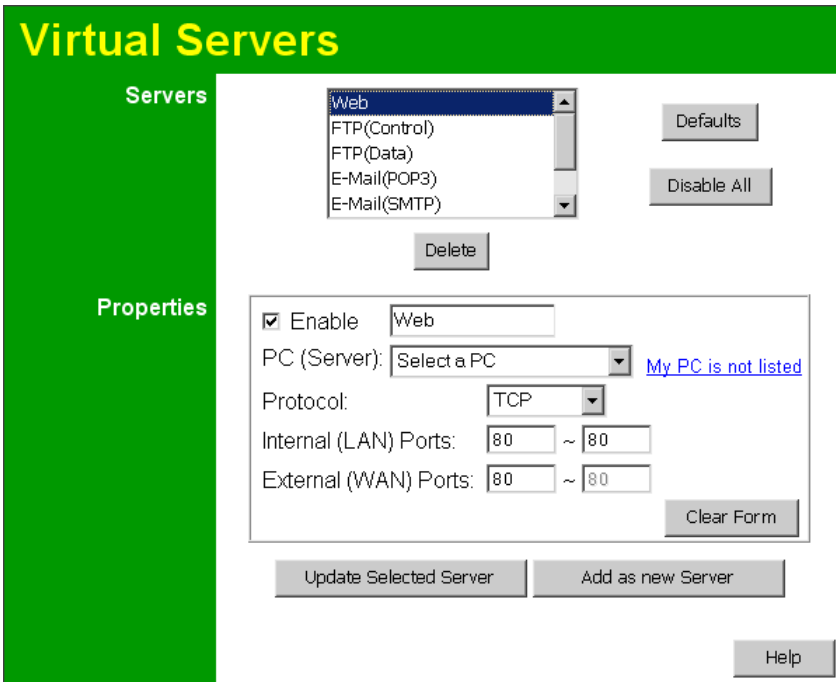 Virtual Servers
Servers
Web
FTP(Control)
FTP(Data)
E-Mail(POP3)
E-Mail(SMTP)
Defaults
Disable All
Delete
Properties
Enable Web
PC (Server): Select a PC My PC is not listed
Protocol: TCP
Internal (LAN) Ports: 80 ~ 80
External (WAN) Ports: 80 ~ 80
Clear Form
Update Selected Server Add as new Server
Help